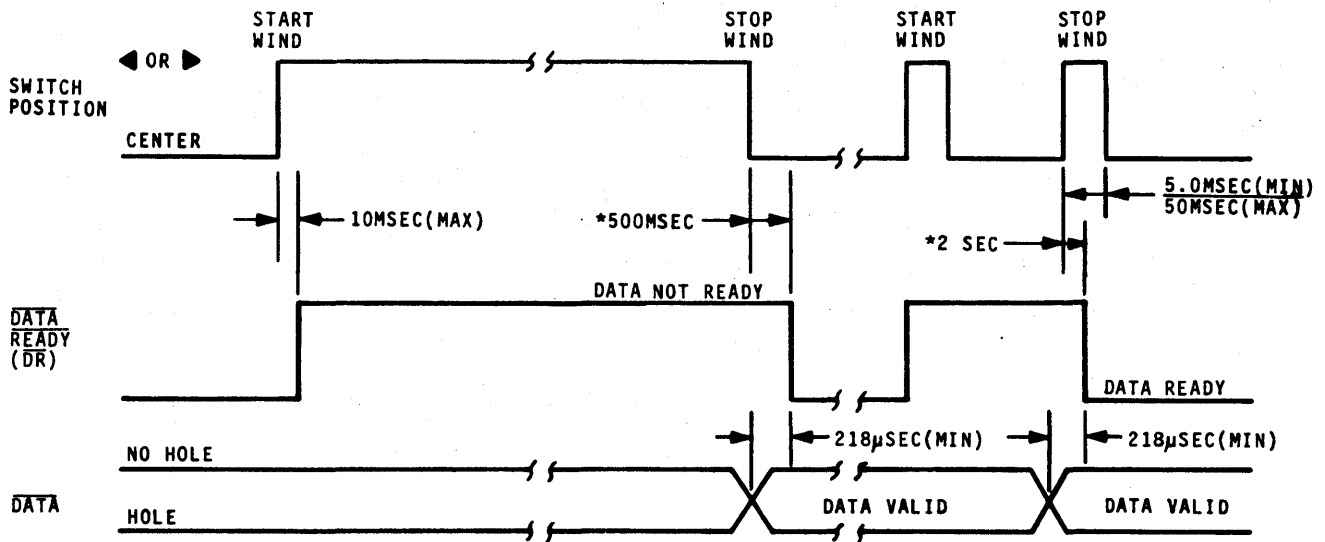 START WIND
STOP WIND
START WIND
STOP WIND
◀ OR ▶
SWITCH POSITION
CENTER
10MSEC(MAX)
*500MSEC
5.0MSEC(MIN)
50MSEC(MAX)
*2 SEC
DATA NOT READY
DATA
READY
(DR)
DATA READY
218µSEC(MIN)
218µSEC(MIN)
NO HOLE
DATA
HOLE
DATA VALID
DATA VALID